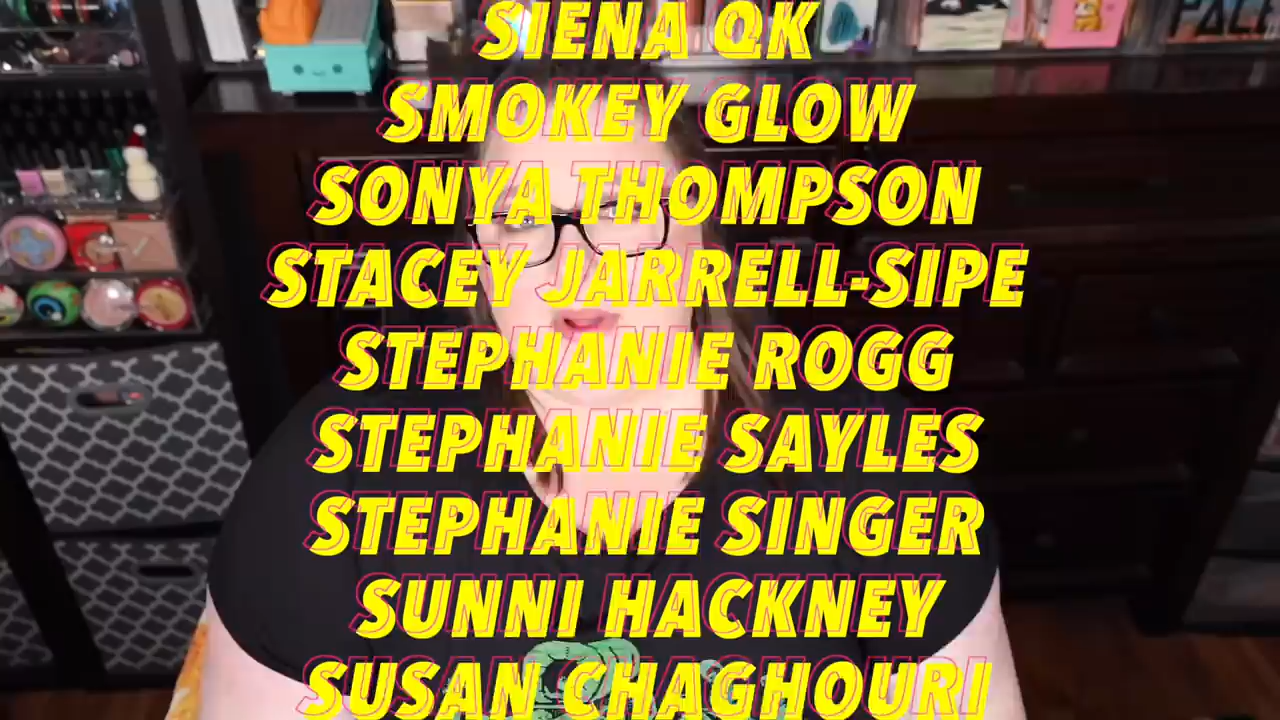 SIENA QK
SMOKEY GLOW
SONYA THOMPSON
STACEY JARRELL-SIPE
STEPHANIE ROGG
STEPHANIE SAYLES
STEPHANIE SINGER
SUNNI HACKNEY
SUSAN CHAGHOURI